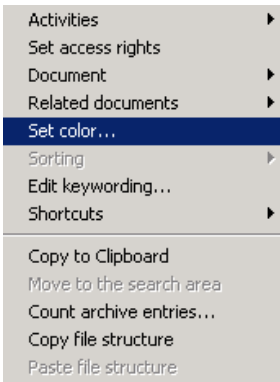 Activities
Set access rights
Document
Related documents
Set color...
Sorting
Edit keywording...
Shortcuts
Copy to Clipboard
Move to the search area
Count archive entries...
Copy file structure
Paste file structure